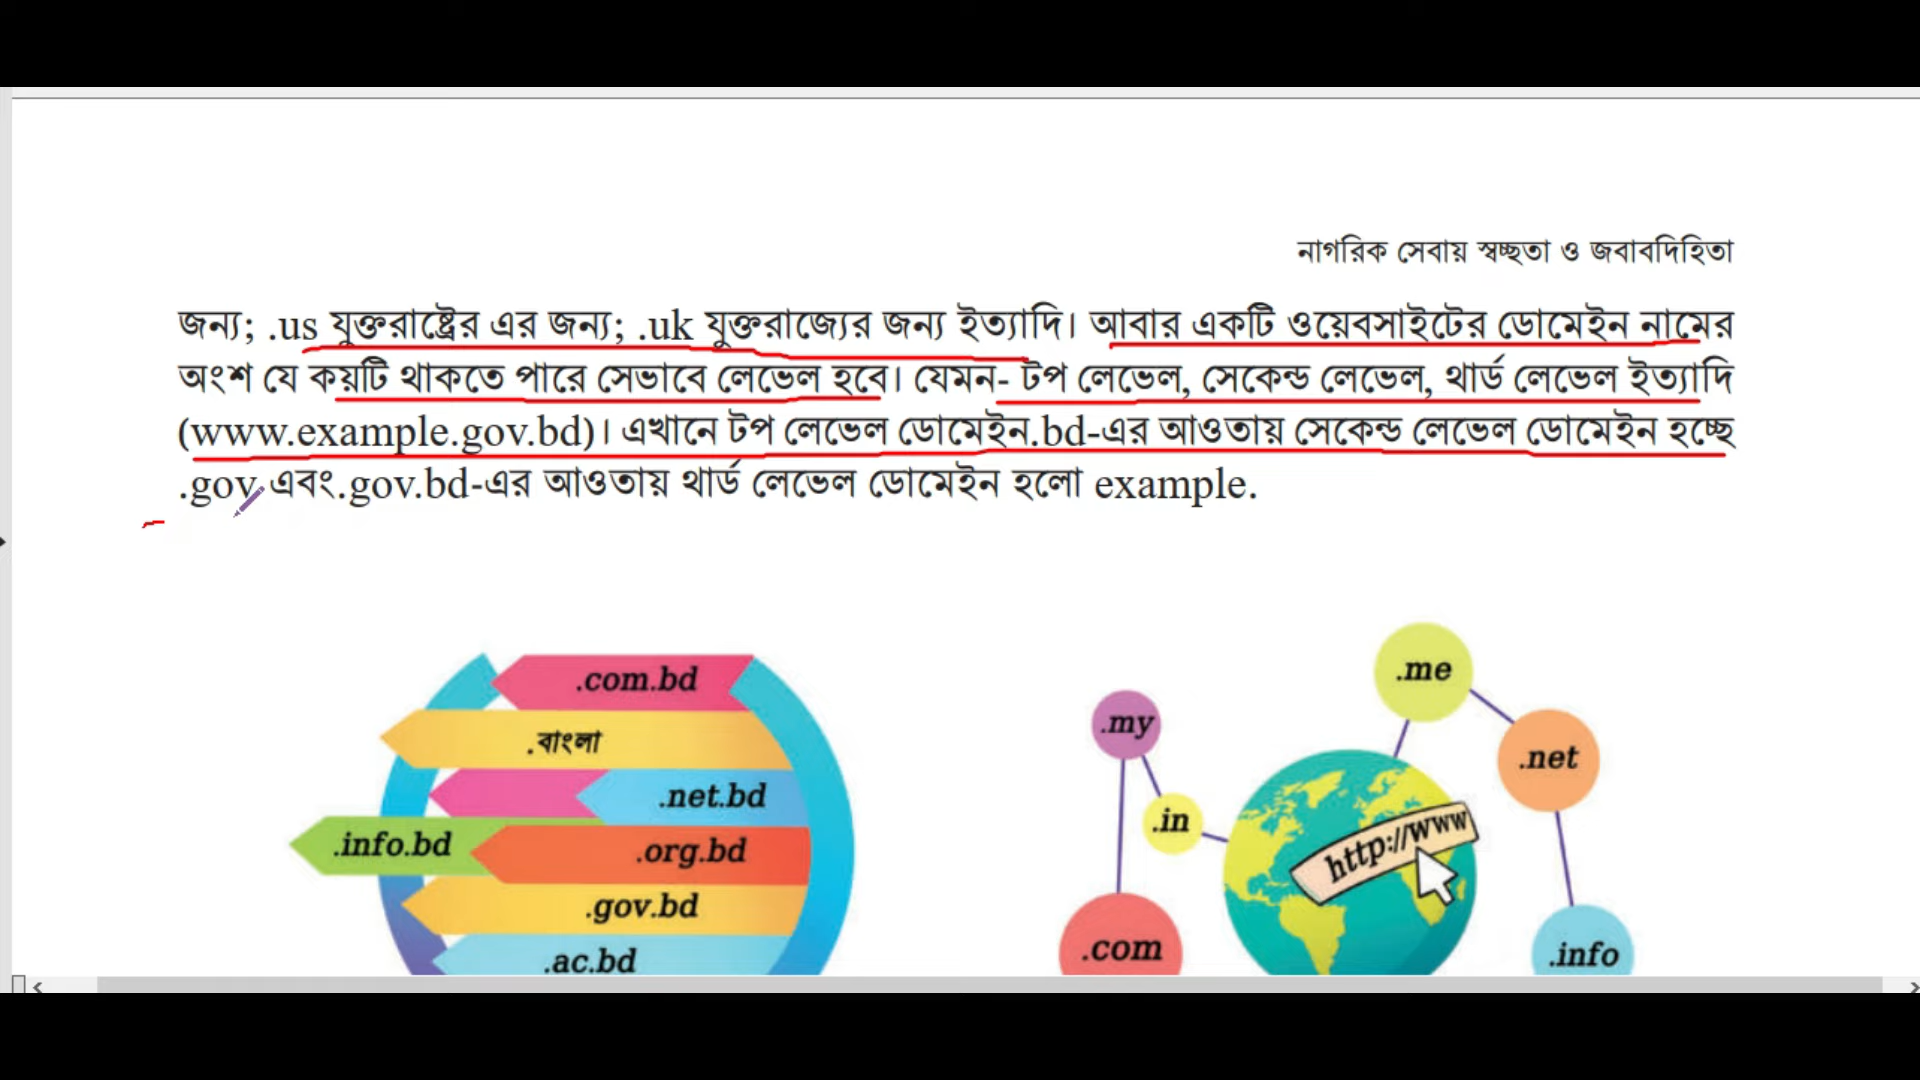 নাগরিক সেবায় স্বচ্ছতা ও জবাবদিহিতা
জন্য; .us যুক্তরাষ্ট্রের এর জন্য; .uk যুক্তরাজ্যের জন্য ইত্যাদি। আবার একটি ওয়েবসাইটের ডোমেইন নামের
অংশ যে কয়টি থাকতে পারে সেভাবে লেভেল হবে। যেমন- টপ লেভেল, সেকেন্ড লেভেল, থার্ড লেভেল ইত্যাদি
(www.example.gov.bd)। এখানে টপ লেভেল ডোমেইন.bd-এর আওতায় সেকেন্ড লেভেল ডোমেইন হচ্ছে
.gov এবং.gov.bd-এর আওতায় থার্ড লেভেল ডোমেইন হলো example.
.com.bd
.বাংলা
.net.bd
.info.bd
.org.bd
.gov.bd
.ac.bd
.me
.my
.net
.in
http://www
.com
.info